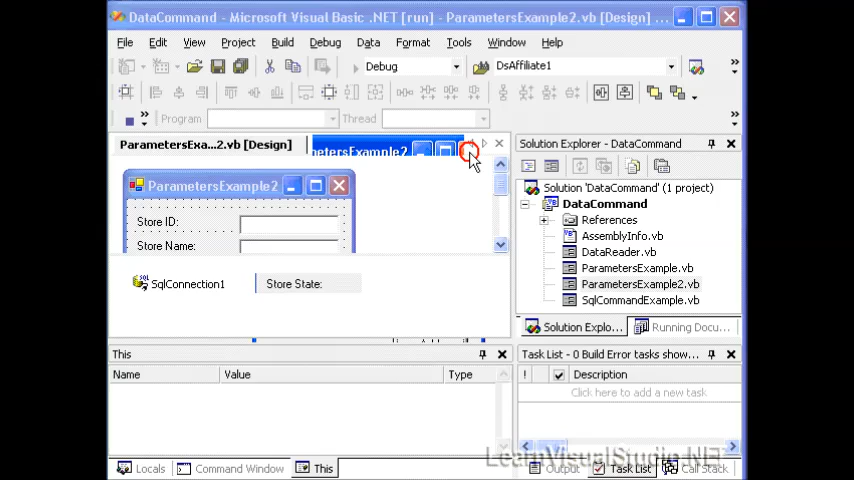 DataCommand - Microsoft Visual Basic .NET [run] - ParametersExample2.vb [Design] ...
File Edit View Project Build Debug Data Format Tools Window Help
Debug DsAffiliate1
Program Thread
ParametersExa...2.vb [Design]
metersExample2
Solution Explorer - DataCommand
ParametersExample2
Store ID:
Store Name:
SqlConnection1
Store State:
Solution 'DataCommand' (1 project)
DataCommand
References
AssemblyInfo.vb
DataReader.vb
ParametersExample.vb
ParametersExample2.vb
SqlCommandExample.vb
Solution Explo... Running Docu...
This
Name Value Type
Task List - 0 Build Error tasks show...
! Description
Click here to add a new task
Locals Command Window This
Output Task List Call Stack
LearnVisualStudio.NET